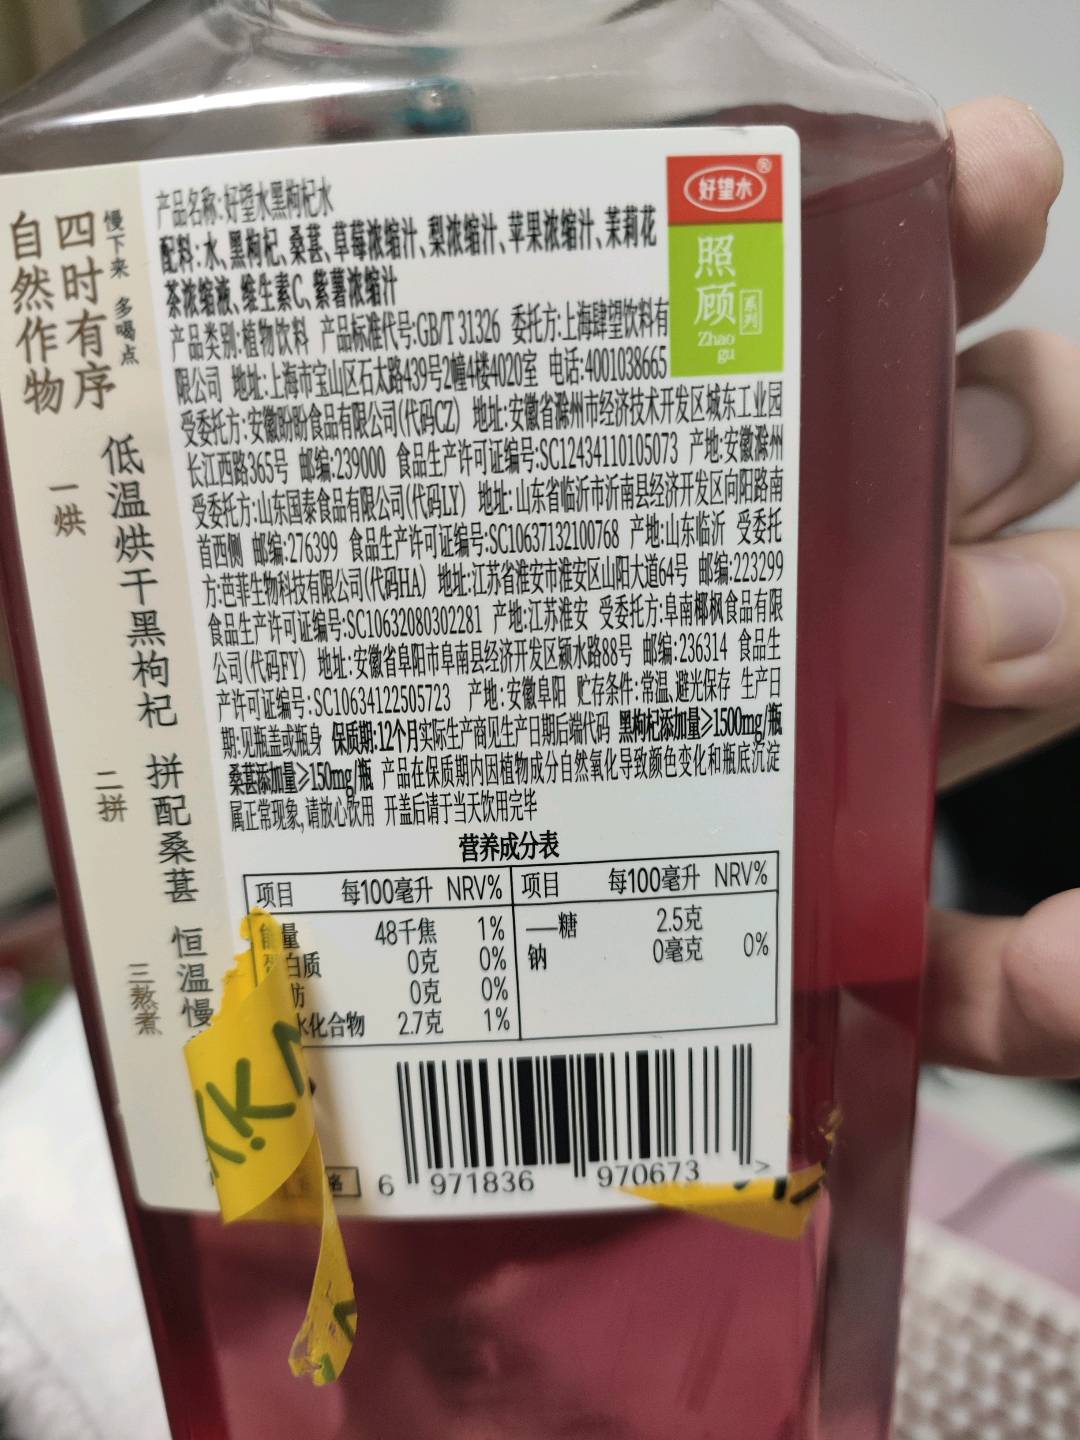 慢下来 多喝点
四时有序
自然作物
一烘
低温烘干黑枸杞
二拼
拼配桑葚
三熬煮
恒温慢
好望水®
照顾
系列
Zhao
gu
产品名称:好望水黑枸杞水
配料:水、黑枸杞、桑葚、草莓浓缩汁、梨浓缩汁、苹果浓缩汁、茉莉花
茶浓缩液、维生素C、紫薯浓缩汁
产品类别:植物饮料 产品标准代号:GB/T 31326 委托方:上海肆望饮料有
限公司 地址:上海市宝山区石太路439号2幢4楼4020室 电话:4001038665
受委托方:安徽盼盼食品有限公司(代码CZ) 地址:安徽省滁州市经济技术开发区城东工业园
长江西路365号 邮编:239000 食品生产许可证编号:SC12434110105073 产地:安徽滁州
受委托方:山东国泰食品有限公司(代码LY) 地址:山东省临沂市沂南县经济开发区向阳路南
首西侧 邮编:276399 食品生产许可证编号:SC10637132100768 产地:山东临沂 受委托
方:芭菲生物科技有限公司(代码HA) 地址:江苏省淮安市淮安区山阳大道64号 邮编:223299
食品生产许可证编号:SC10632080302281 产地:江苏淮安 受委托方:阜南椰枫食品有限
公司(代码FY) 地址:安徽省阜阳市阜南县经济开发区颍水路88号 邮编:236314 食品生
产许可证编号:SC10634122505723 产地:安徽阜阳 贮存条件:常温、避光保存 生产日
期:见瓶盖或瓶身 保质期:12个月实际生产商见生产日期后端代码 黑枸杞添加量≥1500mg/瓶
桑葚添加量≥150mg/瓶 产品在保质期内因植物成分自然氧化导致颜色变化和瓶底沉淀
属正常现象,请放心饮用 开盖后请于当天饮用完毕
营养成分表
项目 每100毫升 NRV% 项目 每100毫升 NRV%
能量 48千焦 1% —糖 2.5克
蛋白质 0克 0% 钠 0毫克 0%
肪 0克 0%
水化合物 2.7克 1%
6 971836 970673 >